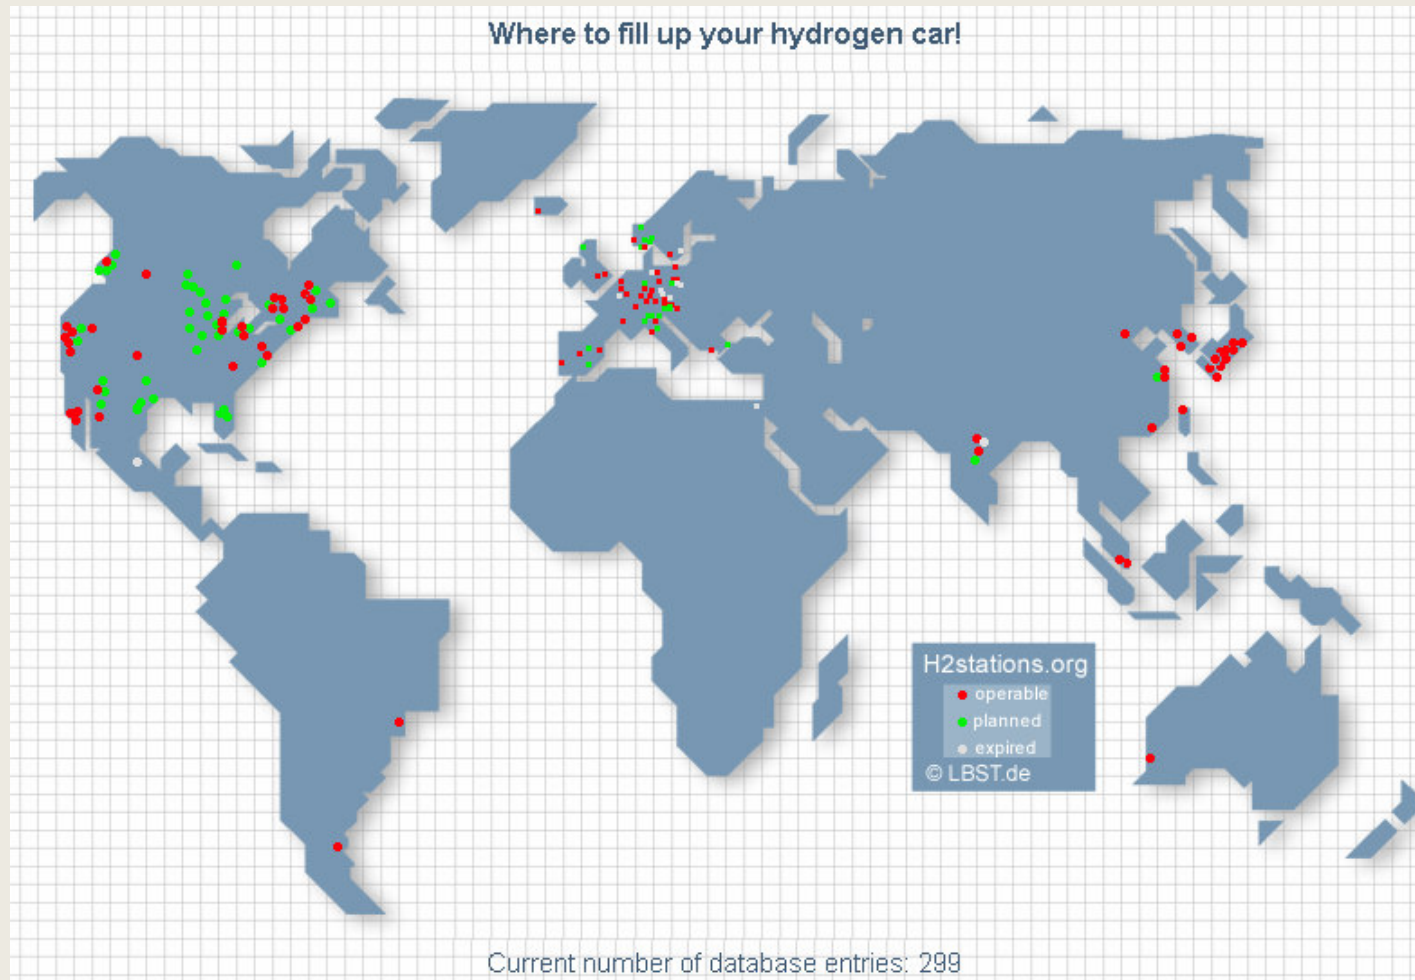 Where to fill up your hydrogen car!
H2stations.org
operable
planned
expired
© LBST.de
Current number of database entries: 299